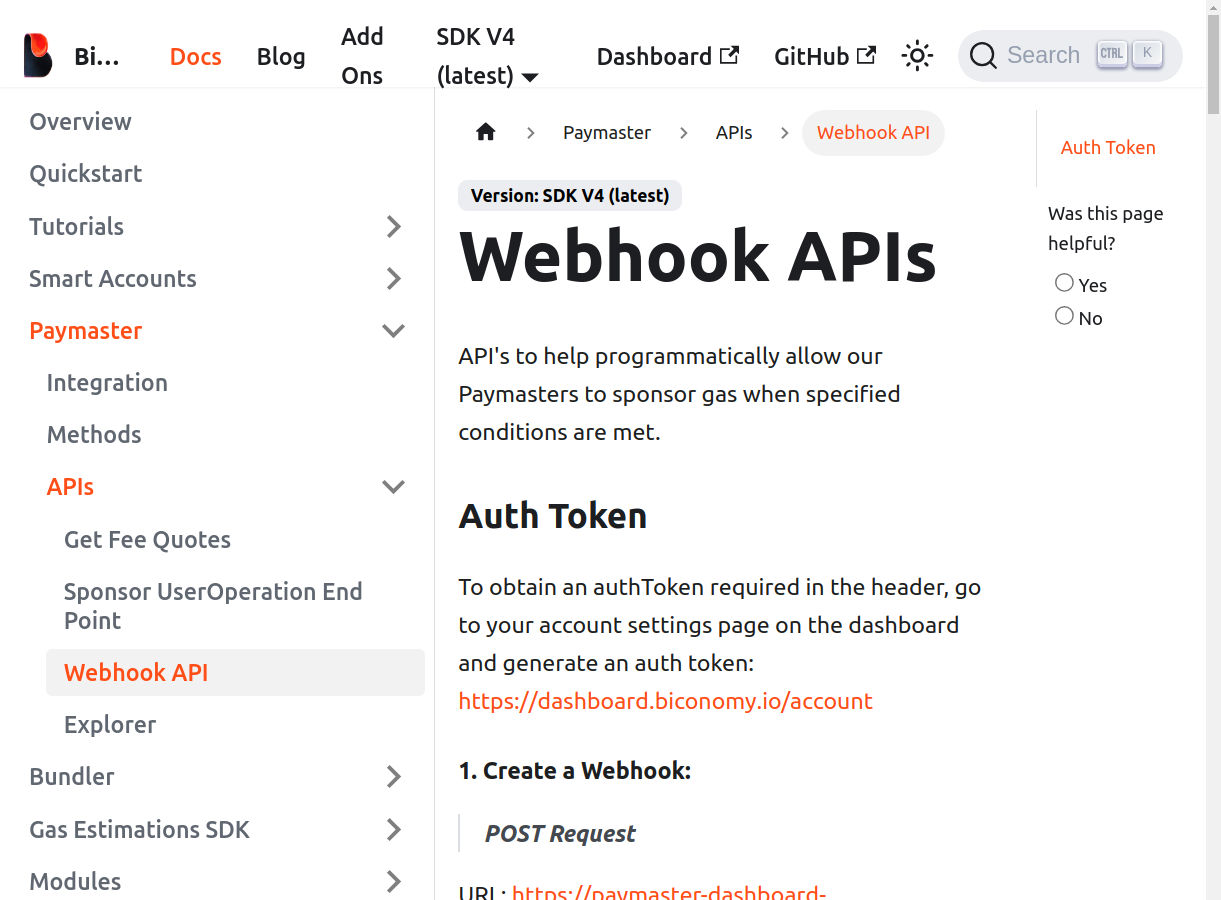 Bi...
Docs
Blog
Add
Ons
SDK V4
(latest)
Dashboard
GitHub
Search
CTRL
K
Overview
Quickstart
Tutorials
Smart Accounts
Paymaster
Integration
Methods
APIs
Get Fee Quotes
Sponsor UserOperation End
Point
Webhook API
Explorer
Bundler
Gas Estimations SDK
Modules
Paymaster
APIs
Webhook API
Version: SDK V4 (latest)
Webhook APIs
API's to help programmatically allow our
Paymasters to sponsor gas when specified
conditions are met.
Auth Token
To obtain an authToken required in the header, go
to your account settings page on the dashboard
and generate an auth token:
https://dashboard.biconomy.io/account
1. Create a Webhook:
POST Request
URL: https://paymaster-dashboard-
Auth Token
Was this page
helpful?
Yes
No